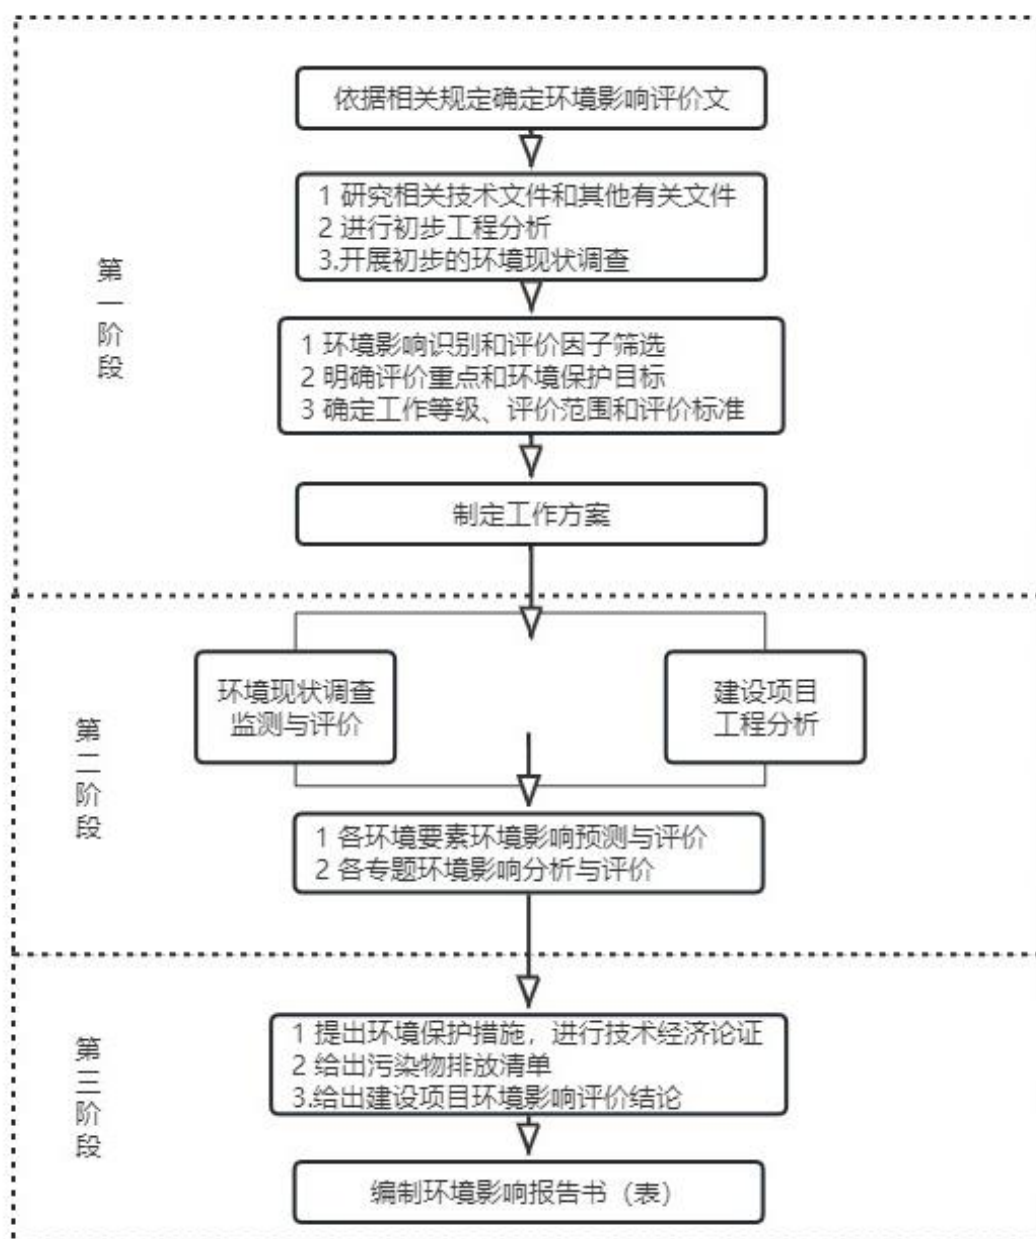 依据相关规定确定环境影响评价文
1 研究相关技术文件和其他有关文件
2 进行初步工程分析
3.开展初步的环境现状调查
第一阶段
1 环境影响识别和评价因子筛选
2 明确评价重点和环境保护目标
3 确定工作等级、评价范围和评价标准
制定工作方案
环境现状调查
监测与评价
建设项目
工程分析
第二阶段
1 各环境要素环境影响预测与评价
2 各专题环境影响分析与评价
1 提出环境保护措施，进行技术经济论证
2 给出污染物排放清单
3.给出建设项目环境影响评价结论
第三阶段
编制环境影响报告书（表）